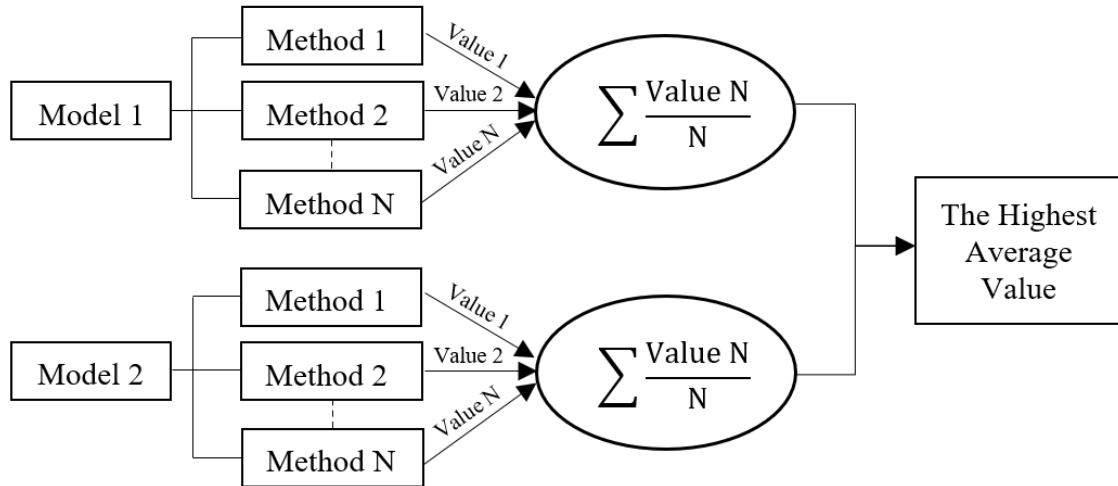 Model 1
Method 1
Method 2
Method N
Value 1
Value 2
Value N
∑ Value N / N
Model 2
Method 1
Method 2
Method N
Value 1
Value 2
Value N
∑ Value N / N
The Highest
Average
Value